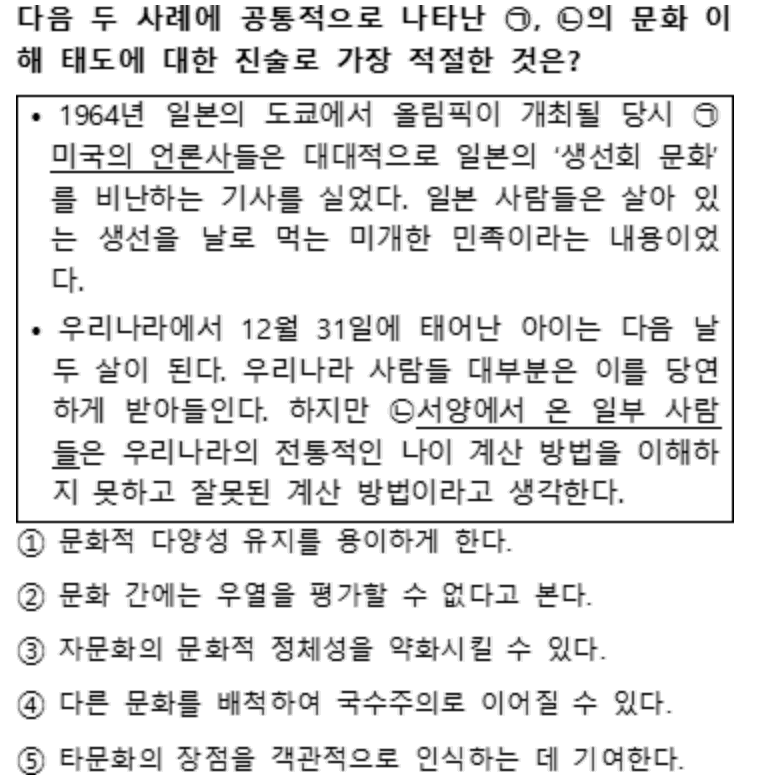 다음 두 사례에 공통적으로 나타난 ㉠, ㉡의 문화 이
해 태도에 대한 진술로 가장 적절한 것은?
• 1964년 일본의 도쿄에서 올림픽이 개최될 당시 ㉠
미국의 언론사들은 대대적으로 일본의 '생선회 문화'
를 비난하는 기사를 실었다. 일본 사람들은 살아 있
는 생선을 날로 먹는 미개한 민족이라는 내용이었
다.
• 우리나라에서 12월 31일에 태어난 아이는 다음 날
두 살이 된다. 우리나라 사람들 대부분은 이를 당연
하게 받아들인다. 하지만 ㉡서양에서 온 일부 사람
들은 우리나라의 전통적인 나이 계산 방법을 이해하
지 못하고 잘못된 계산 방법이라고 생각한다.
① 문화적 다양성 유지를 용이하게 한다.
② 문화 간에는 우열을 평가할 수 없다고 본다.
③ 자문화의 문화적 정체성을 약화시킬 수 있다.
④ 다른 문화를 배척하여 국수주의로 이어질 수 있다.
⑤ 타문화의 장점을 객관적으로 인식하는 데 기여한다.